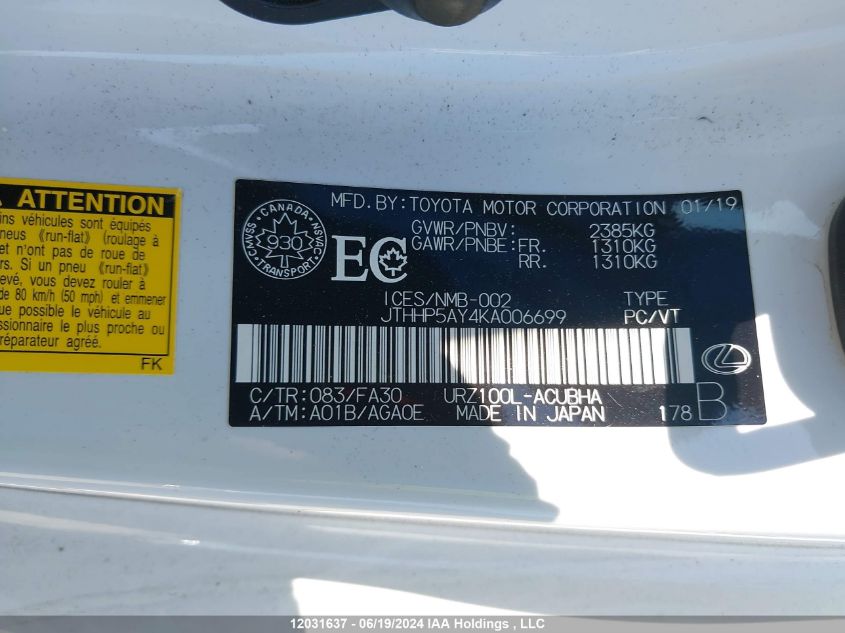 ATTENTION
ins véhicules sont équipés
neus «run-flat» (roulage à
et n'ont pas de roue de
rs. Si un pneu «run-flat»
evé, vous devez rouler à
de 80 km/h (50 mph) et emmener
que possible le véhicule au
ssionnaire le plus proche ou
épararateur agréé.
FK
MFD.BY:TOYOTA MOTOR CORPORATION 01/19
GVWR/PNBV: 2385KG
GAWR/PNBE:FR. 1310KG
RR. 1310KG
CANADA
NSVAC
TRANSPORT
CMVSS
930
EC
ICES/NMB-002 TYPE
JTHHP5AY4KA006699 PC/VT
C/TR:083/FA30 URZ100L-ACUBHA
A/TM:A01B/AGA0E MADE IN JAPAN 178 B
12031637 - 06/19/2024 IAA Holdings, LLC